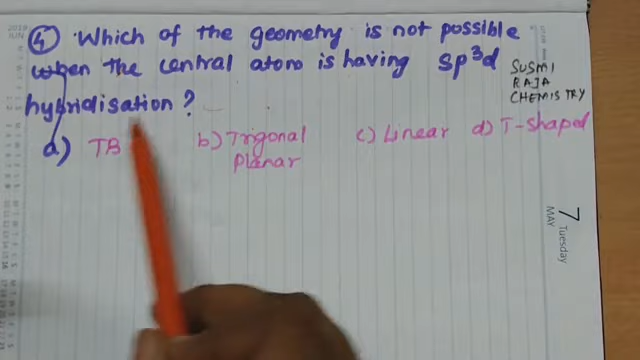 4) Which of the geometry is not possible
when the central atom is having sp³d
hybridisation?
SUSMI
RAJA
CHEMISTRY
a) TB
b) Trigonal
planar
c) Linear
d) T-shaped
7
Tuesday
MAY